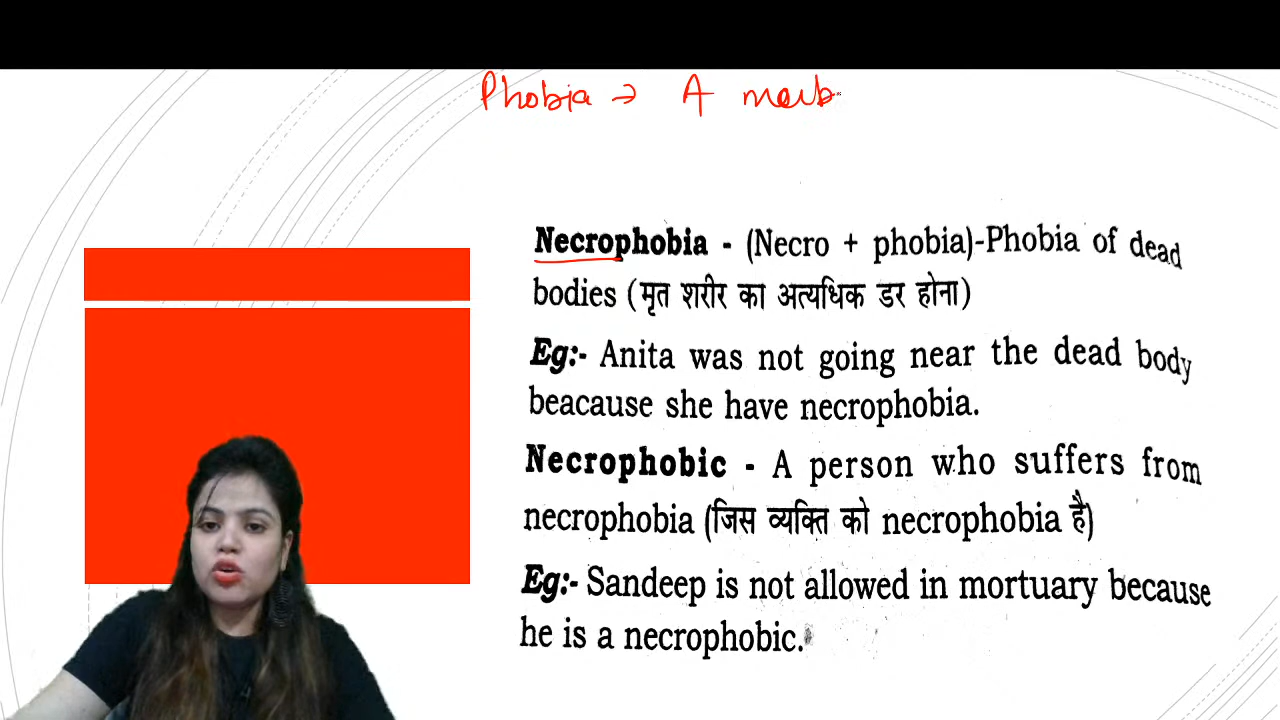 Phobia → A morb
Necrophobia - (Necro + phobia)-Phobia of dead
bodies (मृत शरीर का अत्यधिक डर होना)
Eg:- Anita was not going near the dead body
beacause she have necrophobia.
Necrophobic - A person who suffers from
necrophobia (जिस व्यक्ति को necrophobia है)
Eg:- Sandeep is not allowed in mortuary because
he is a necrophobic.